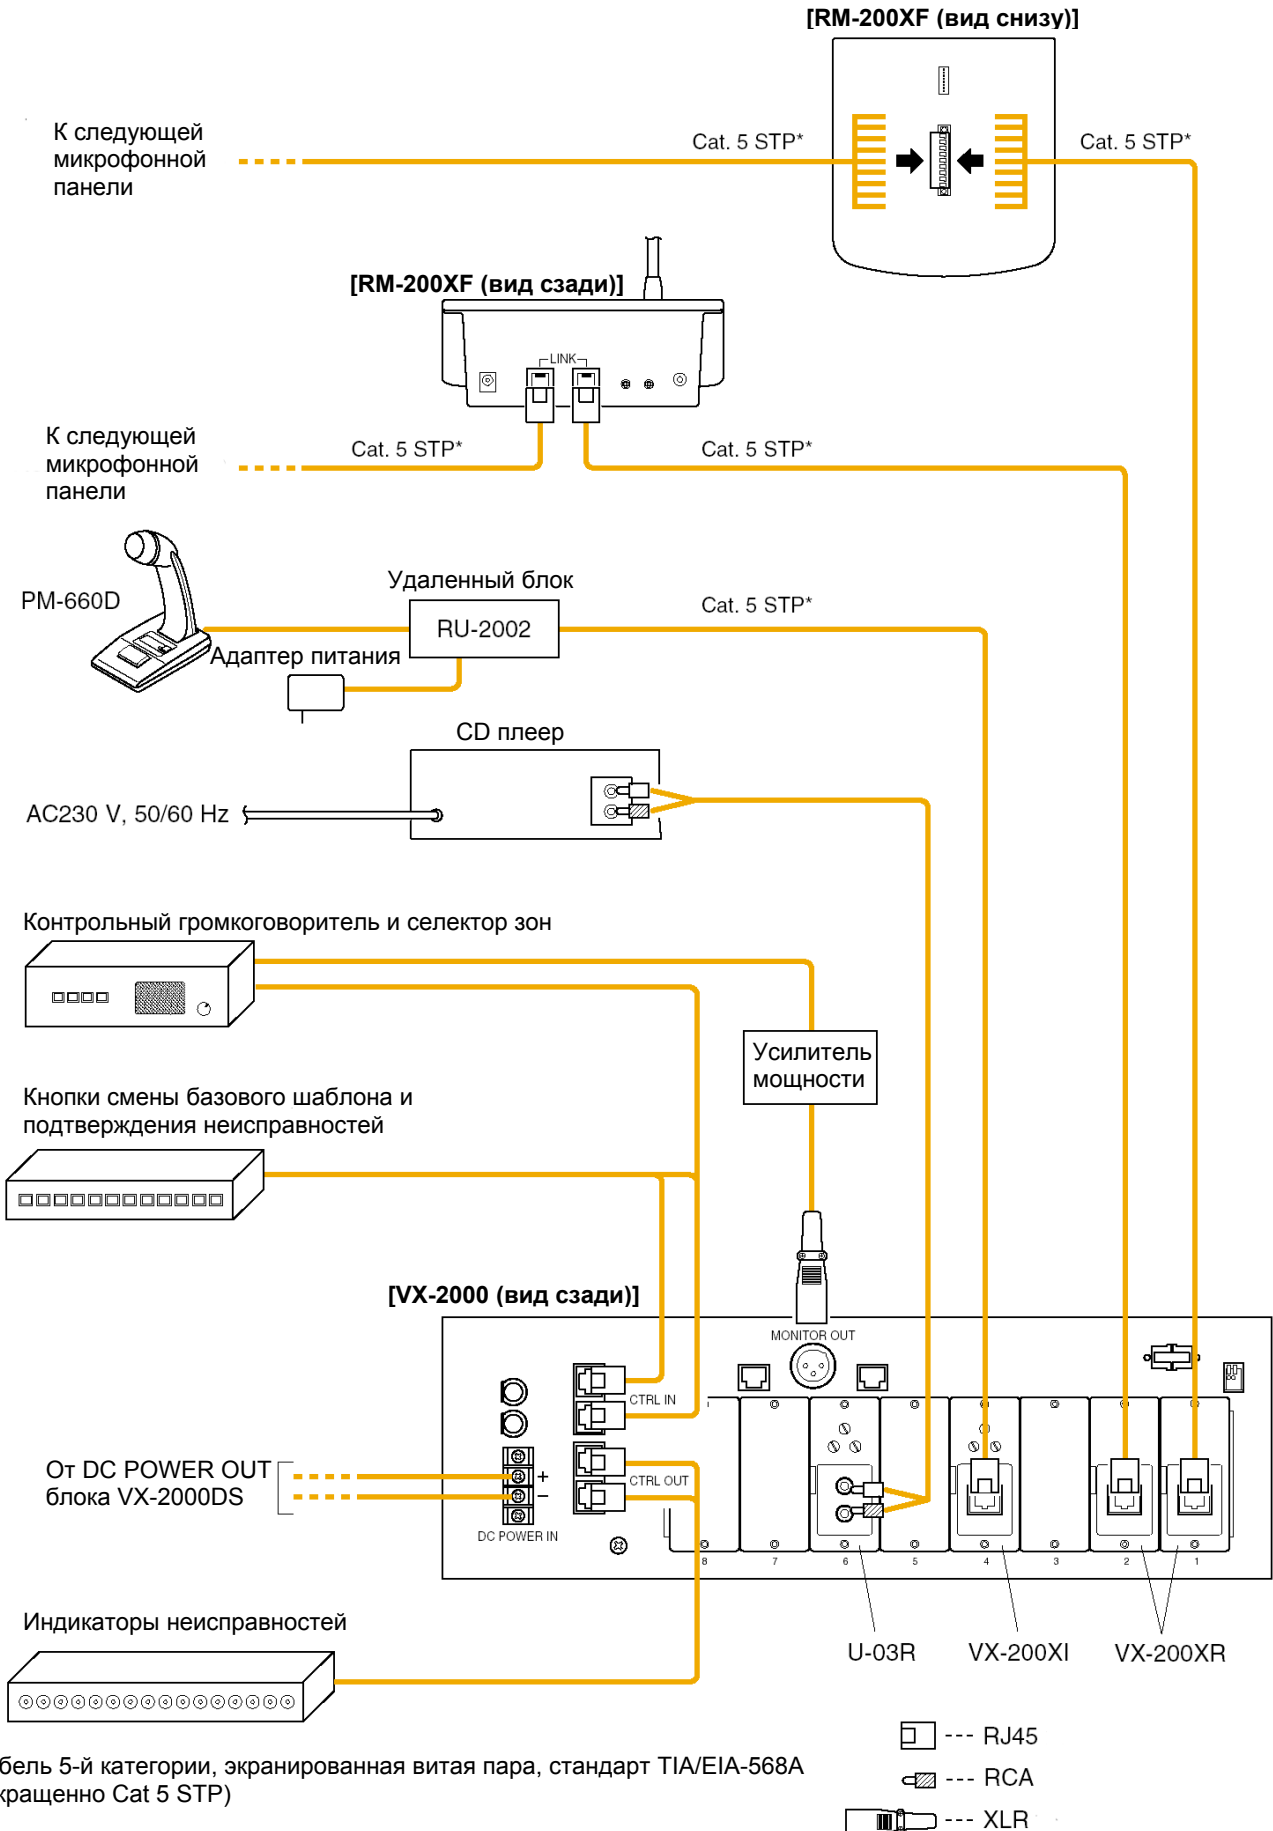 [RM-200XF (вид снизу)]
К следующей
микрофонной
панели
Cat. 5 STP*
Cat. 5 STP*
[RM-200XF (вид сзади)]
LINK
К следующей
микрофонной
панели
Cat. 5 STP*
Cat. 5 STP*
PM-660D
Удаленный блок
RU-2002
Cat. 5 STP*
Адаптер питания
CD плеер
AC230 V, 50/60 Hz
Контрольный громкоговоритель и селектор зон
Усилитель
мощности
Кнопки смены базового шаблона и
подтверждения неисправностей
[VX-2000 (вид сзади)]
MONITOR OUT
CTRL IN
CTRL OUT
От DC POWER OUT
блока VX-2000DS
+
−
DC POWER IN
8 7 6 5 4 3 2 1
Индикаторы неисправностей
U-03R VX-200XI VX-200XR
--- RJ45
бель 5-й категории, экранированная витая пара, стандарт TIA/EIA-568A
кращенно Cat 5 STP)
--- RCA
--- XLR